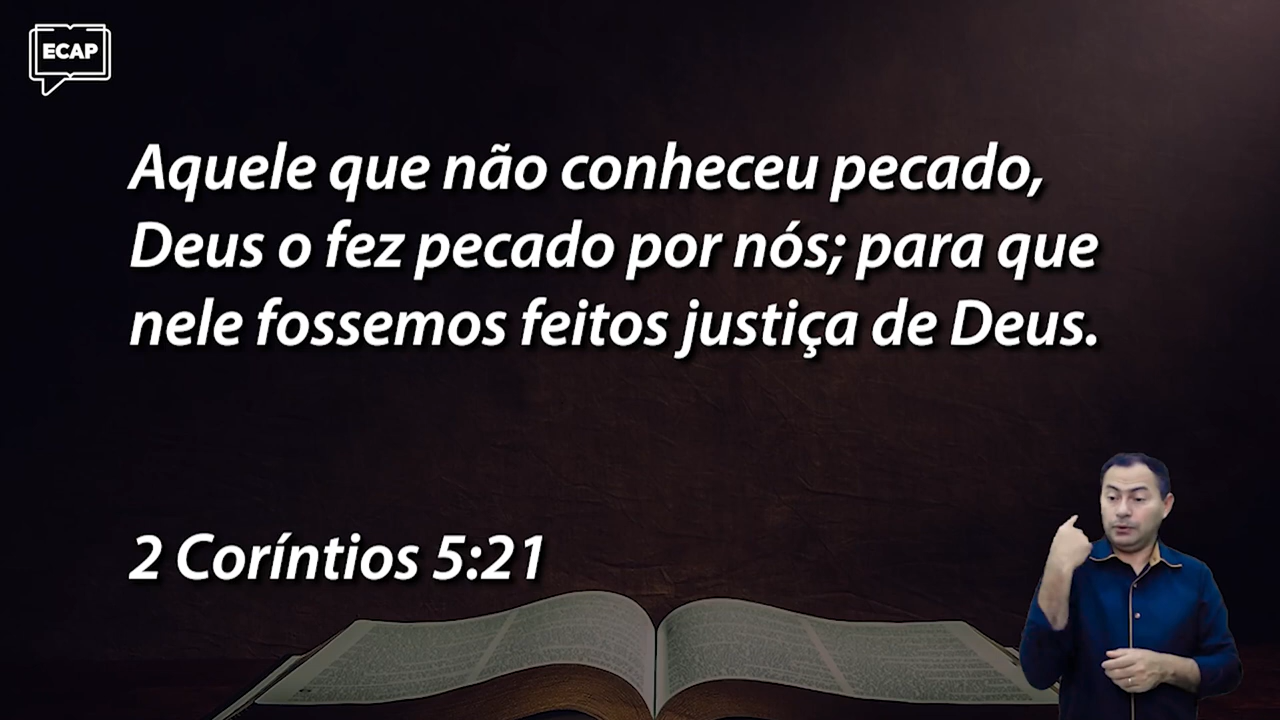 ECAP
Aquele que não conheceu pecado,
Deus o fez pecado por nós; para que
nele fossemos feitos justiça de Deus.
2 Coríntios 5:21